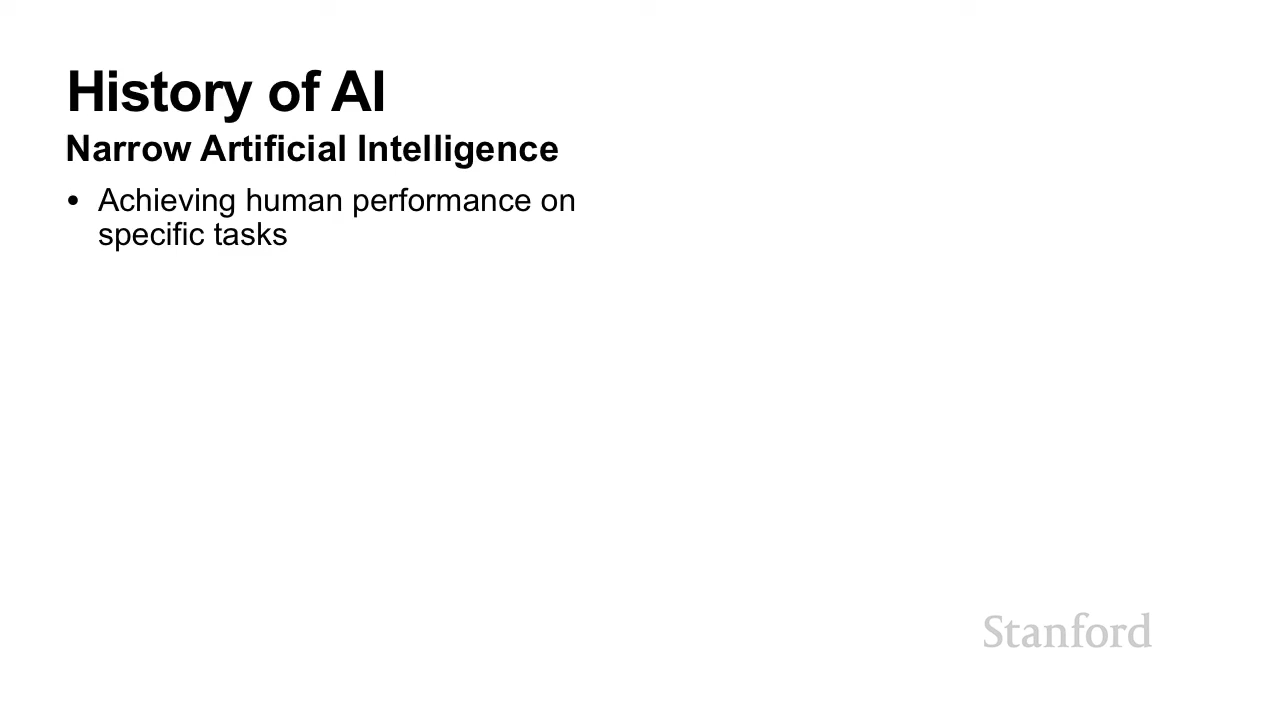 History of AI
Narrow Artificial Intelligence
• Achieving human performance on
specific tasks
Stanford